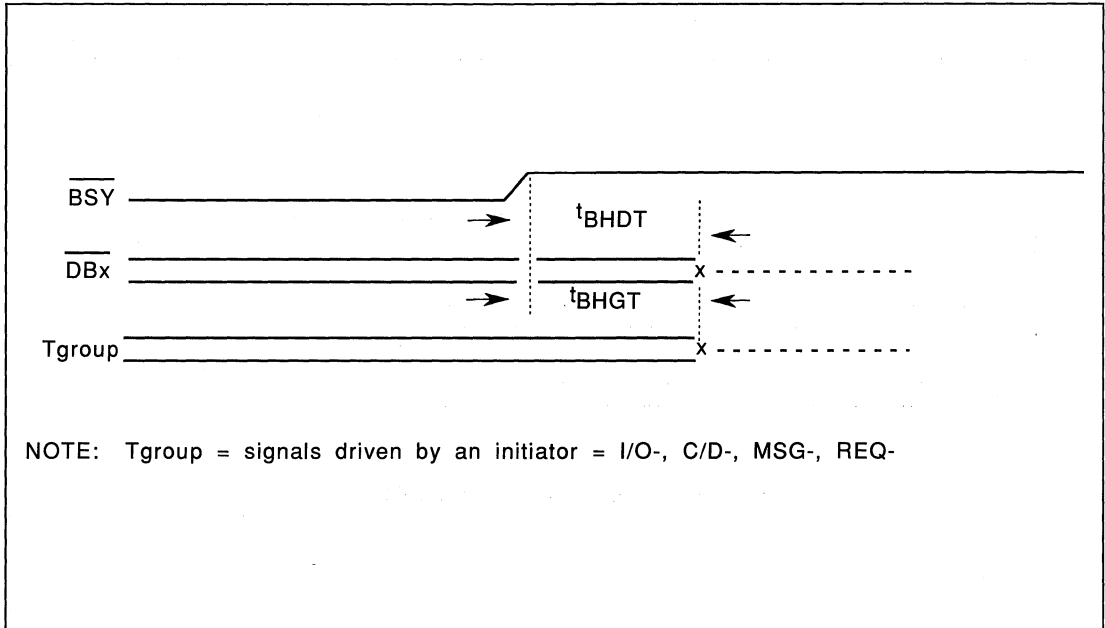 BSY
tBHDT
DBx
x
tBHGT
Tgroup
x
NOTE: Tgroup = signals driven by an initiator = I/O-, C/D-, MSG-, REQ-